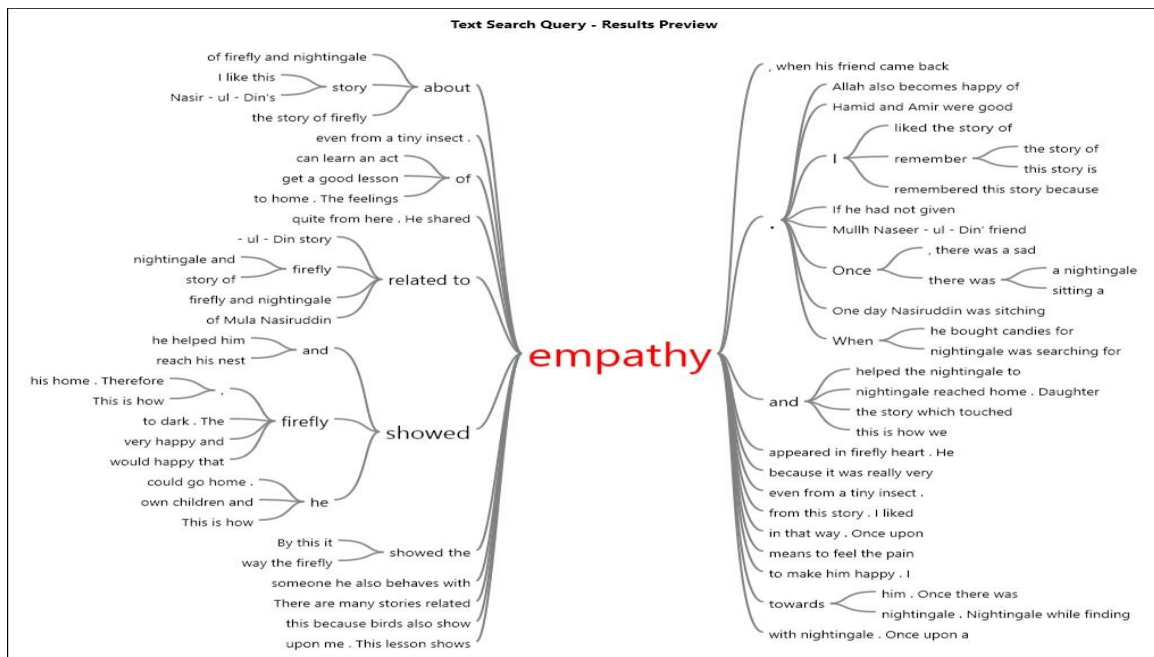 Text Search Query - Results Preview
of firefly and nightingale
I like this
Nasir - ul - Din's
story
the story of firefly
about
even from a tiny insect .
can learn an act
get a good lesson
to home . The feelings
of
quite from here . He shared
- ul - Din story
nightingale and
story of
firefly
firefly and nightingale
of Mula Nasiruddin
related to
he helped him
reach his nest
and
his home . Therefore
This is how
,
to dark . The
very happy and
would happy that
firefly
could go home .
own children and
This is how
he
showed
By this it
way the firefly
showed the
someone he also behaves with
There are many stories related
this because birds also show
upon me . This lesson shows
empathy
, when his friend came back
.
Allah also becomes happy of
Hamid and Amir were good
I
liked the story of
remember
the story of
this story is
remembered this story because
If he had not given
Mullh Naseer - ul - Din' friend
Once
, there was a sad
there was
a nightingale
sitting a
One day Nasiruddin was sitching
When
he bought candies for
nightingale was searching for
and
helped the nightingale to
nightingale reached home . Daughter
the story which touched
this is how we
appeared in firefly heart . He
because it was really very
even from a tiny insect .
from this story . I liked
in that way . Once upon
means to feel the pain
to make him happy . I
towards
him . Once there was
nightingale . Nightingale while finding
with nightingale . Once upon a